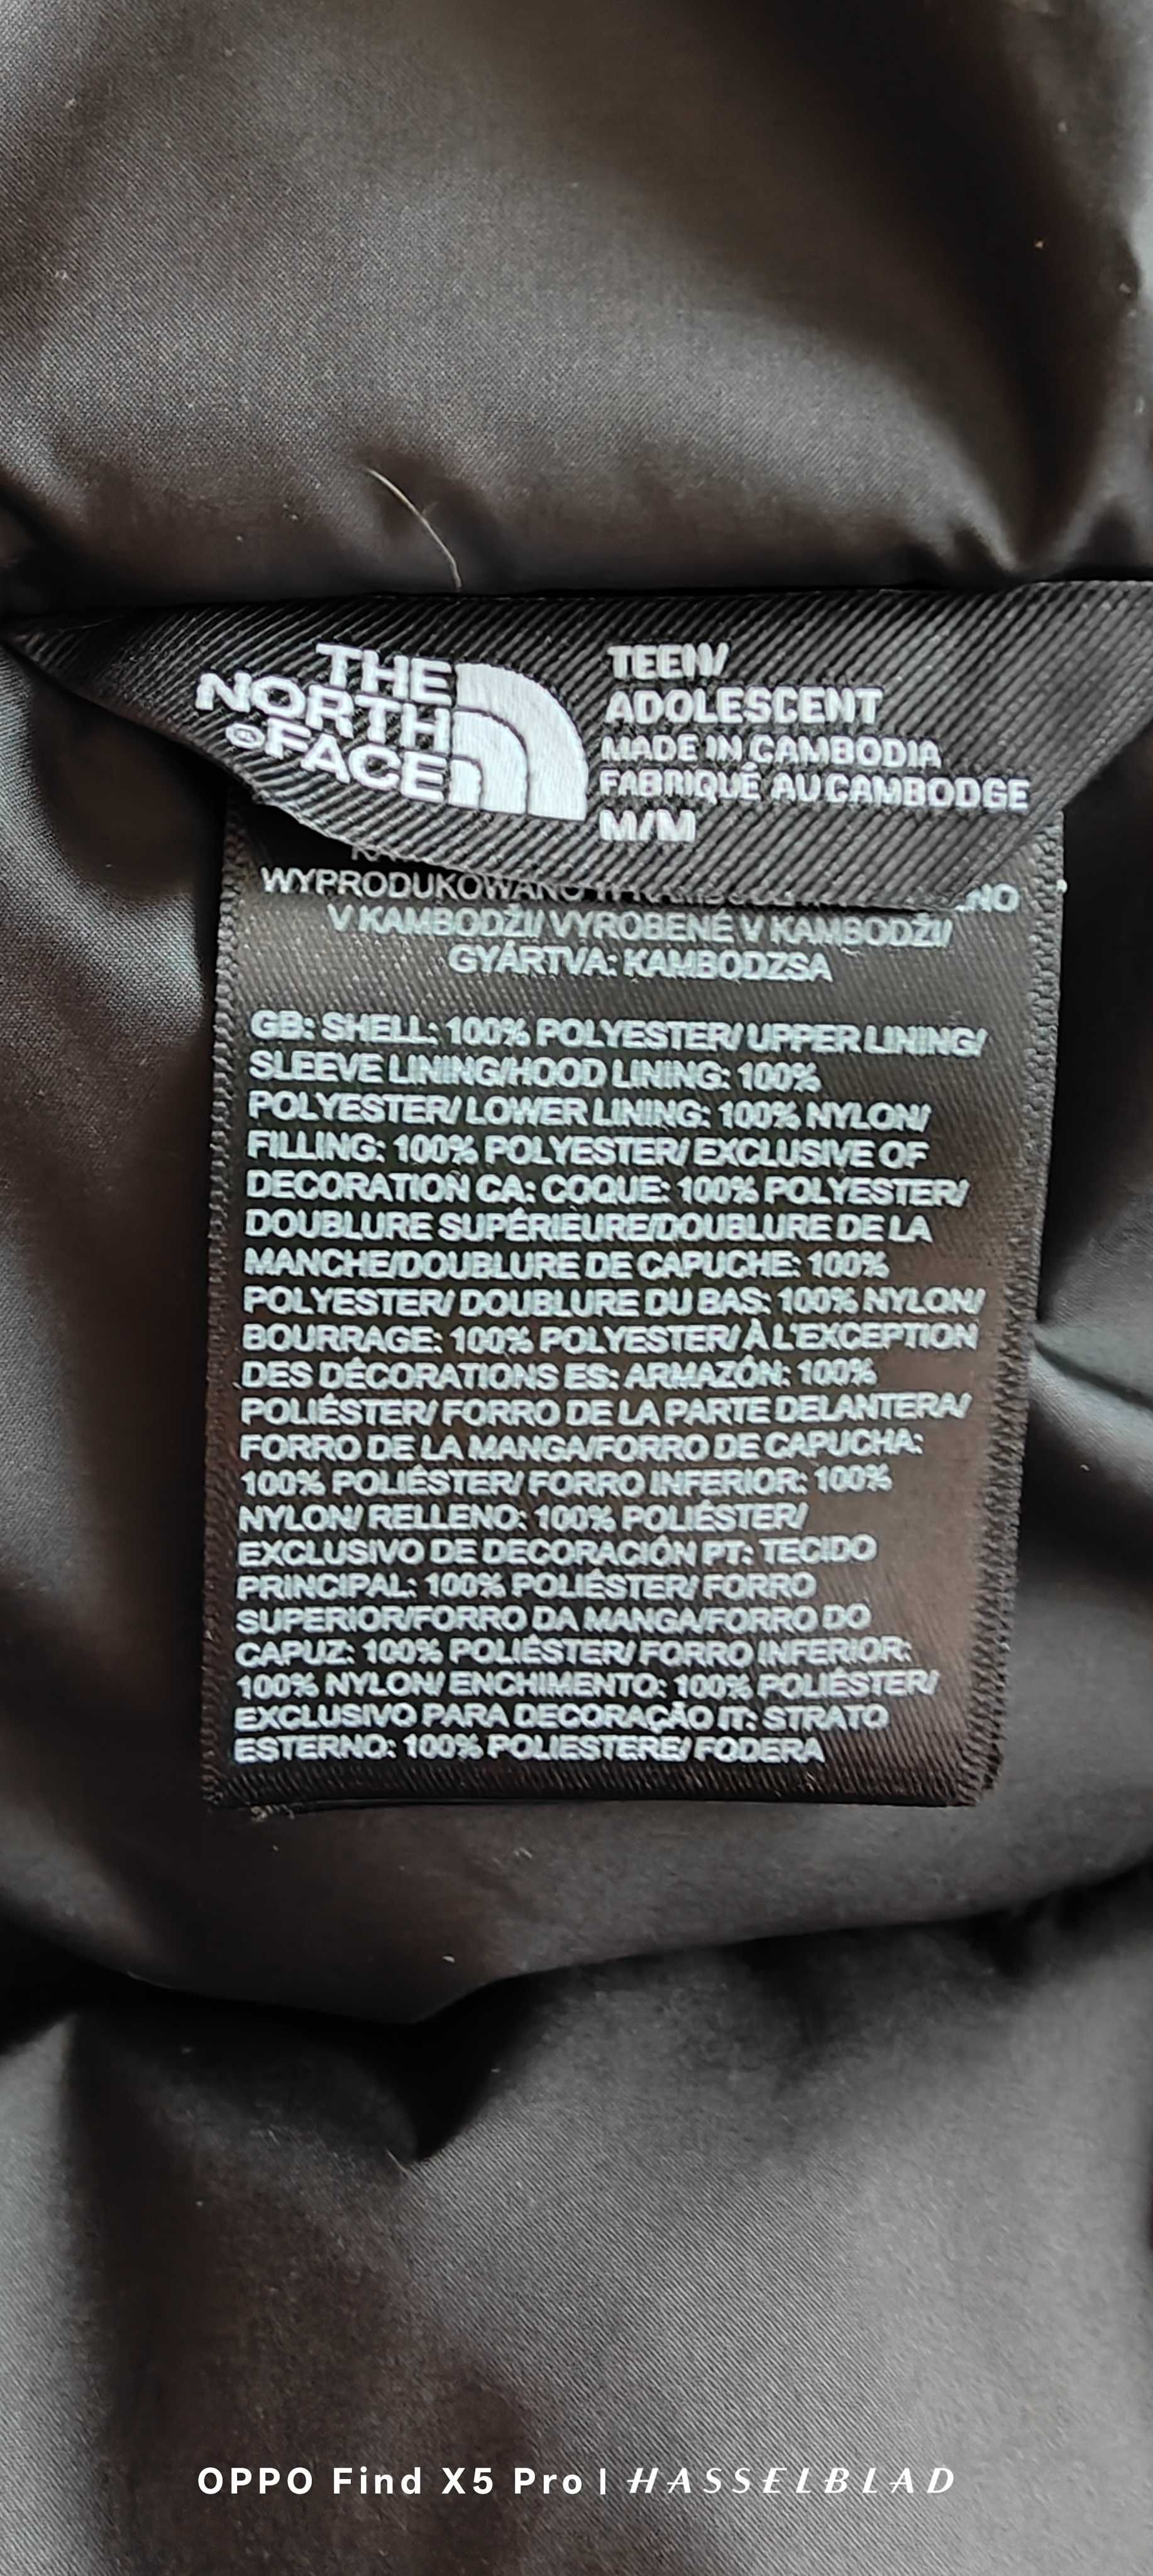 THE
NORTH
®FACE
TEEN/
ADOLESCENT
MADE IN CAMBODIA
FABRIQUÉ AU CAMBODGE
M/M
WYPRODUKOWANO
V KAMBODŽI/ VYROBENÉ V KAMBODŽI/
GYÁRTVA: KAMBODZSA
GB: SHELL: 100% POLYESTER/ UPPER LINING/
SLEEVE LINING/HOOD LINING: 100%
POLYESTER/ LOWER LINING: 100% NYLON/
FILLING: 100% POLYESTER/ EXCLUSIVE OF
DECORATION CA: COQUE: 100% POLYESTER/
DOUBLURE SUPÉRIEURE/DOUBLURE DE LA
MANCHE/DOUBLURE DE CAPUCHE: 100%
POLYESTER/ DOUBLURE DU BAS: 100% NYLON/
BOURRAGE: 100% POLYESTER/ À L'EXCEPTION
DES DÉCORATIONS ES: ARMAZÓN: 100%
POLIÉSTER/ FORRO DE LA PARTE DELANTERA/
FORRO DE LA MANGA/FORRO DE CAPUCHA:
100% POLIÉSTER/ FORRO INFERIOR: 100%
NYLON/ RELLENO: 100% POLIÉSTER/
EXCLUSIVO DE DECORACIÓN PT: TECIDO
PRINCIPAL: 100% POLIÉSTER/ FORRO
SUPERIOR/FORRO DA MANGA/FORRO DO
CAPUZ: 100% POLIÉSTER/ FORRO INFERIOR:
100% NYLON/ ENCHIMENTO: 100% POLIÉSTER/
EXCLUSIVO PARA DECORAÇÃO IT: STRATO
ESTERNO: 100% POLIESTERE/ FODERA
OPPO Find X5 Pro | HASSELBLAD